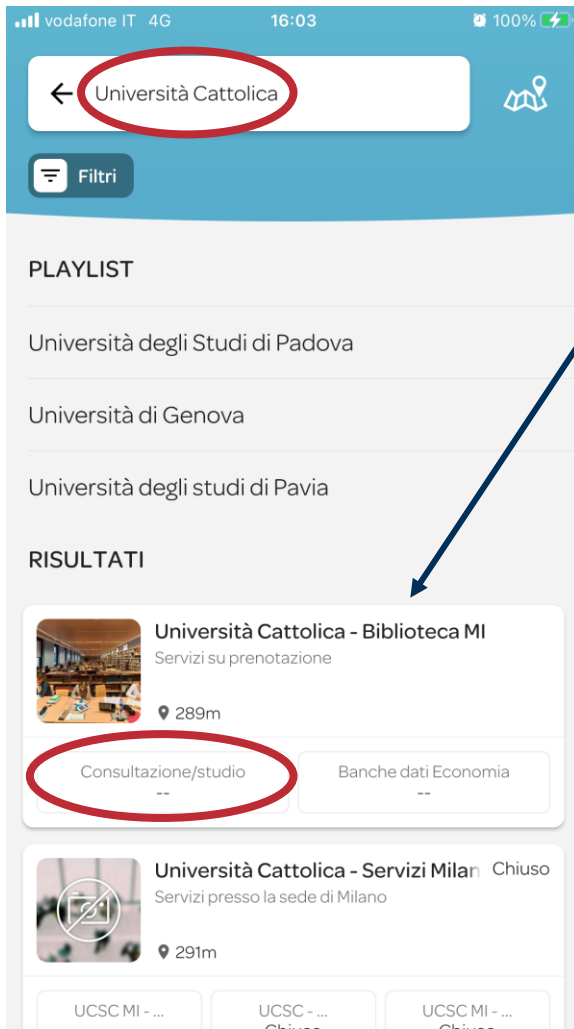 vodafone IT 4G 16:03 100%
Università Cattolica
Filtri
PLAYLIST
Università degli Studi di Padova
Università di Genova
Università degli studi di Pavia
RISULTATI
Università Cattolica - Biblioteca MI
Servizi su prenotazione
289m
Consultazione/studio
--
Banche dati Economia
--
Università Cattolica - Servizi Milan Chiuso
Servizi presso la sede di Milano
291m
UCSC MI - ...
UCSC - ...
Chiuso
UCSC MI - ...
Chiuso